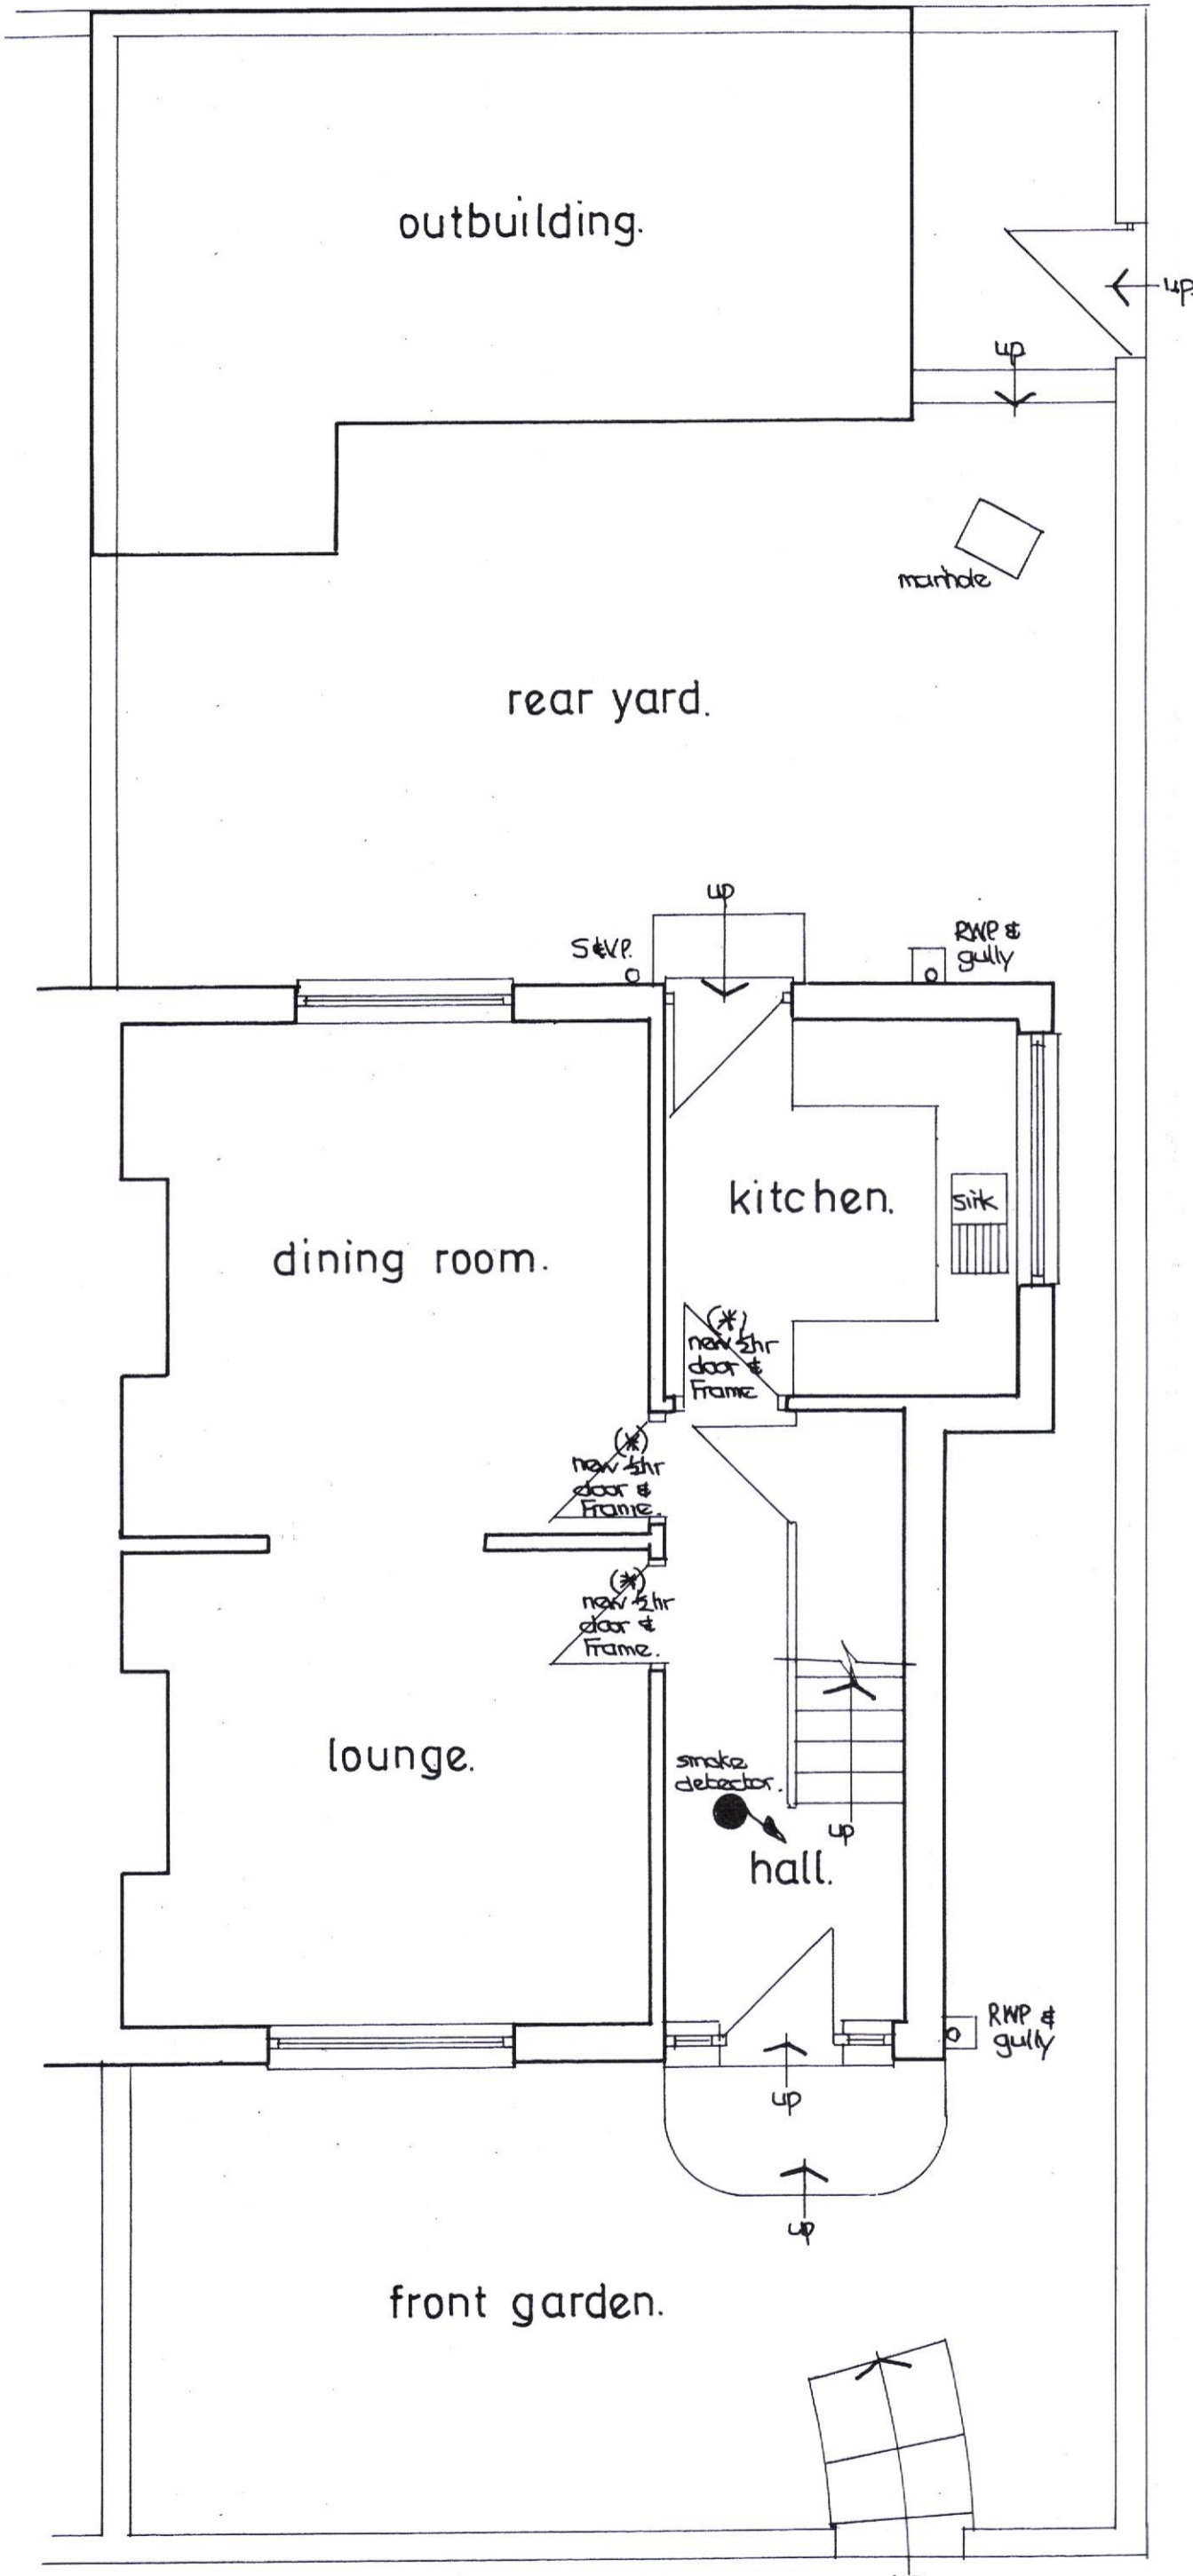 outbuilding.
up.
up
manhole
rear yard.
up
S&VP.
RWP &
gully
kitchen.
sink
dining room.
(*)
new ½hr
door &
Frame
(*)
new ½hr
door &
Frame.
(*)
new ½hr
door &
Frame.
lounge.
smoke
detector.
up
hall.
RWP &
gully
up
up
front garden.